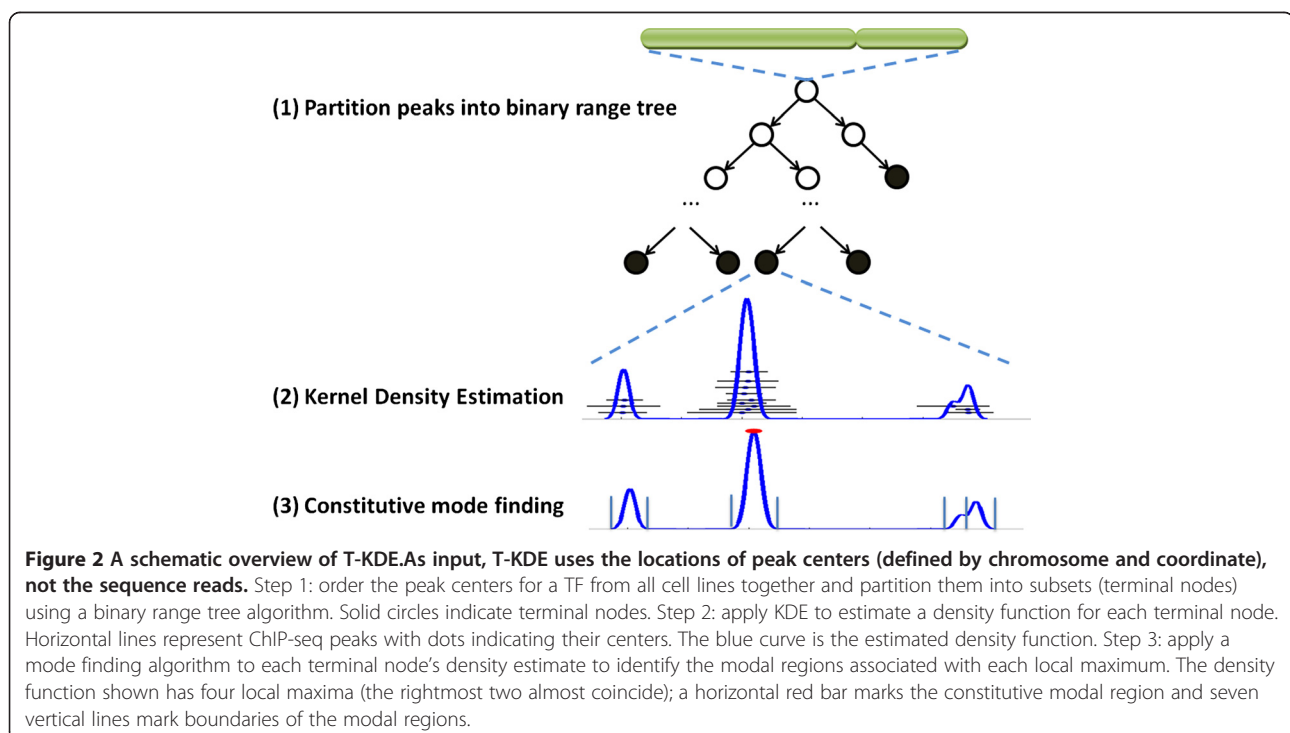 (1) Partition peaks into binary range tree
...
...
(2) Kernel Density Estimation
(3) Constitutive mode finding
Figure 2 A schematic overview of T-KDE.As input, T-KDE uses the locations of peak centers (defined by chromosome and coordinate),
not the sequence reads. Step 1: order the peak centers for a TF from all cell lines together and partition them into subsets (terminal nodes)
using a binary range tree algorithm. Solid circles indicate terminal nodes. Step 2: apply KDE to estimate a density function for each terminal node.
Horizontal lines represent ChIP-seq peaks with dots indicating their centers. The blue curve is the estimated density function. Step 3: apply a
mode finding algorithm to each terminal node's density estimate to identify the modal regions associated with each local maximum. The density
function shown has four local maxima (the rightmost two almost coincide); a horizontal red bar marks the constitutive modal region and seven
vertical lines mark boundaries of the modal regions.